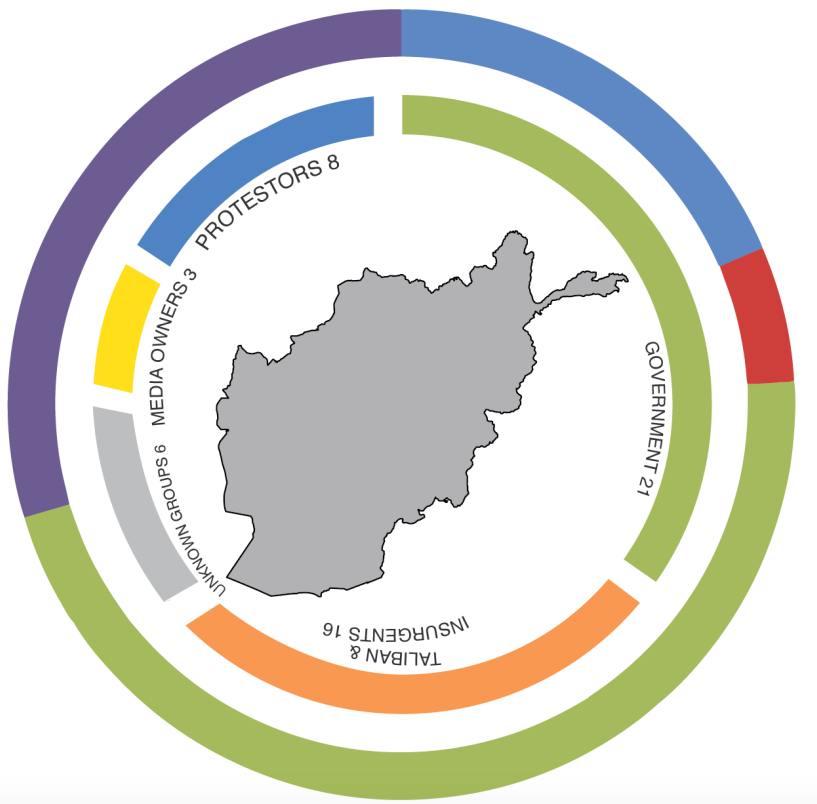 PROTESTORS 8
MEDIA OWNERS 3
UNKNOWN GROUPS 6
GOVERNMENT 21
TALIBAN &
INSURGENTS 16